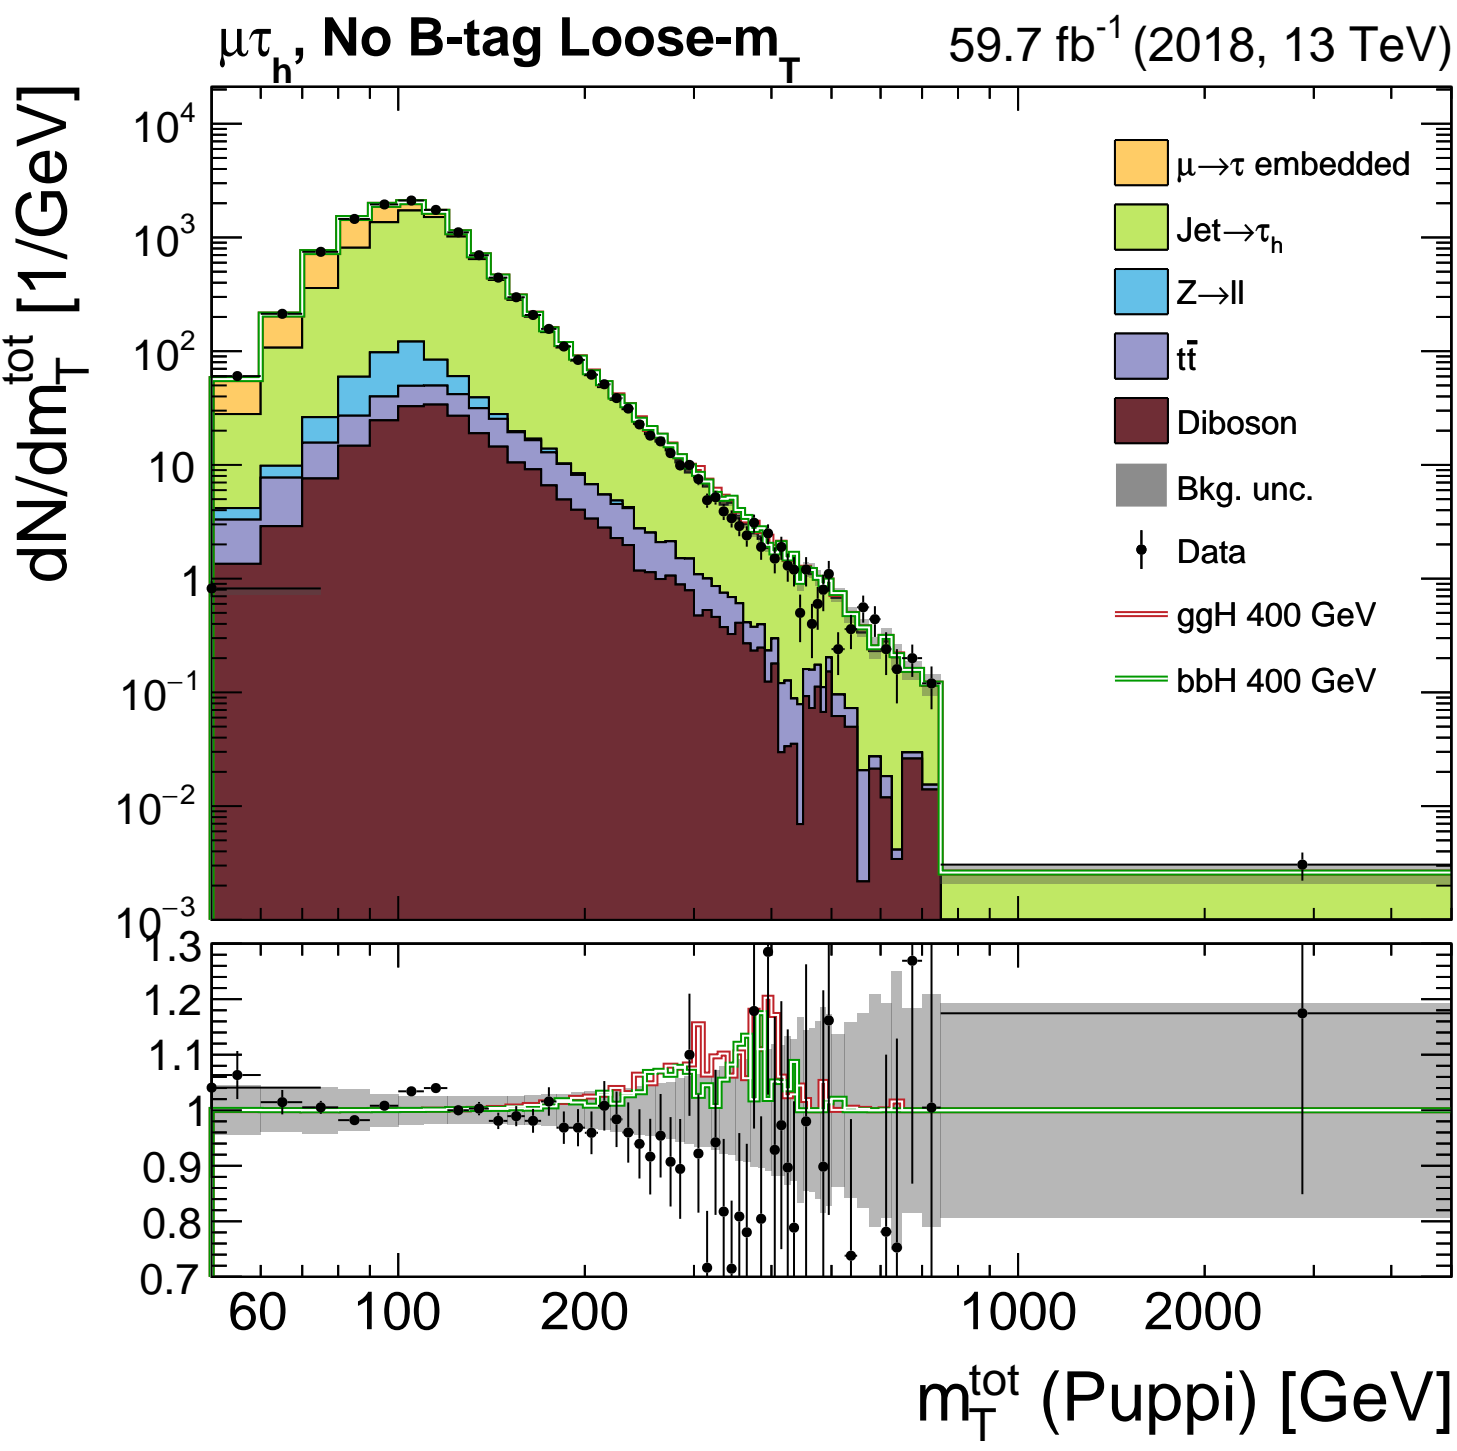 μτh, No B-tag Loose-mT
59.7 fb-1 (2018, 13 TeV)
dN/dmTtot [1/GeV]
10^4
10^3
10^2
10
1
10^−1
10^−2
10^−3
μ→τ embedded
Jet→τh
Z→ll
tt̄
Diboson
Bkg. unc.
Data
ggH 400 GeV
bbH 400 GeV
1.3
1.2
1.1
1
0.9
0.8
0.7
60 100 200 1000 2000
mTtot (Puppi) [GeV]